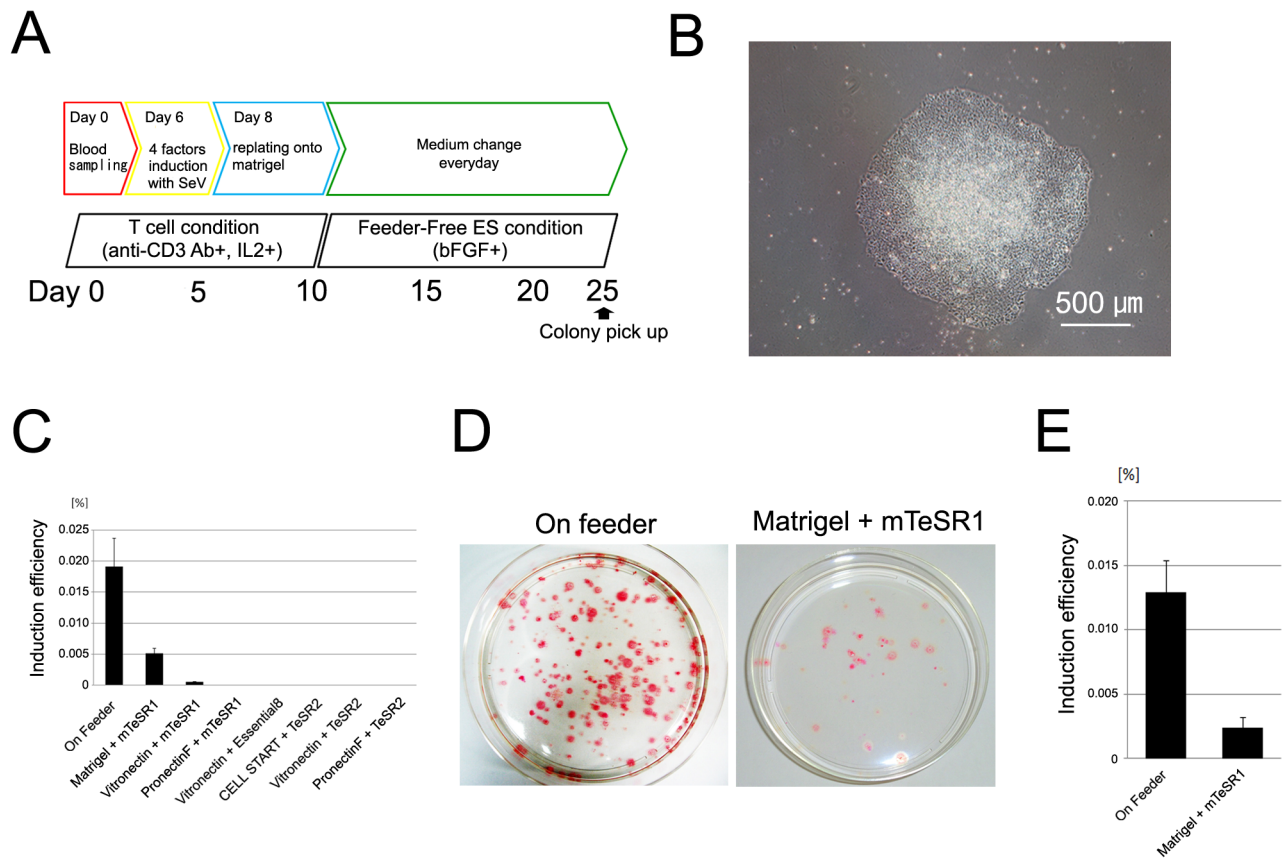 A
Day 0
Blood
sampling
Day 6
4 factors
induction
with SeV
Day 8
replating onto
matrigel
Medium change
everyday
T cell condition
(anti-CD3 Ab+, IL2+)
Feeder-Free ES condition
(bFGF+)
Day 0 5 10 15 20 25
Colony pick up
B
500 μm
C
[%]
Induction efficiency
0.025
0.020
0.015
0.010
0.005
0
On Feeder
Matrigel + mTeSR1
Vitronectin + mTeSR1
PronectinF + mTeSR1
Vitronectin + Essential8
CELL START + TeSR2
Vitronectin + TeSR2
PronectinF + TeSR2
D
On feeder
Matrigel + mTeSR1
E
[%]
Induction efficiency
0.020
0.015
0.010
0.005
0
On Feeder
Matrigel + mTeSR1